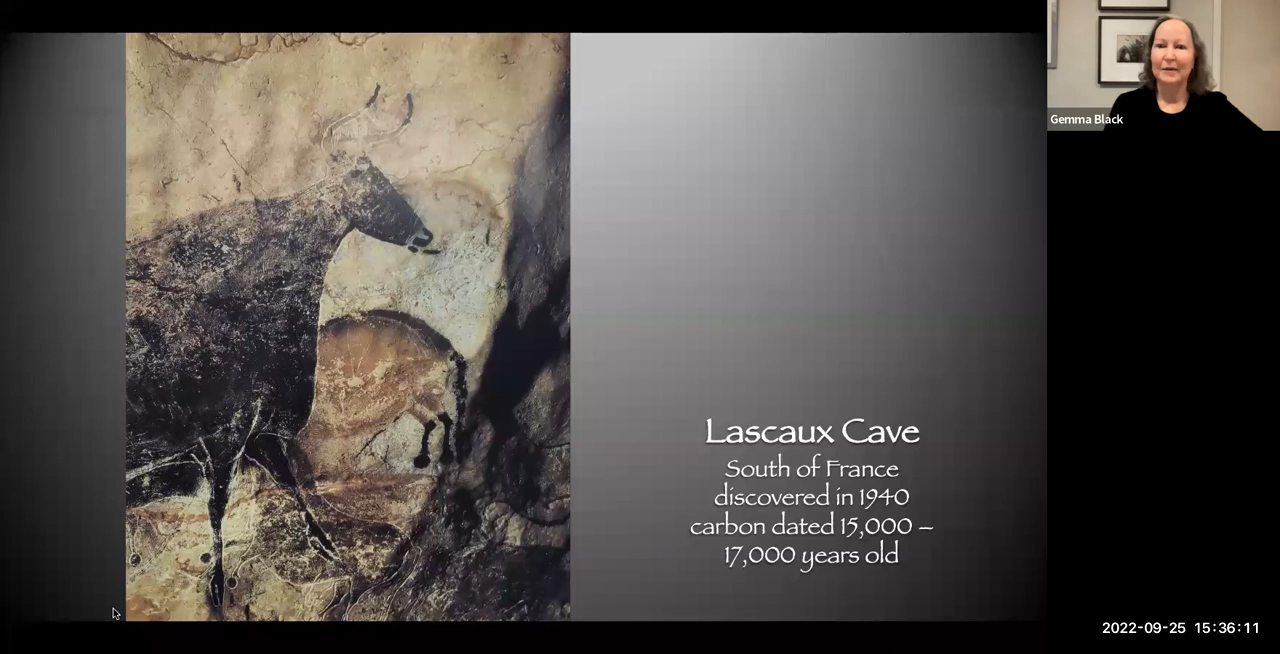 Gemma Black
Lascaux Cave
South of France
discovered in 1940
carbon dated 15,000 –
17,000 years old
2022-09-25 15:36:11